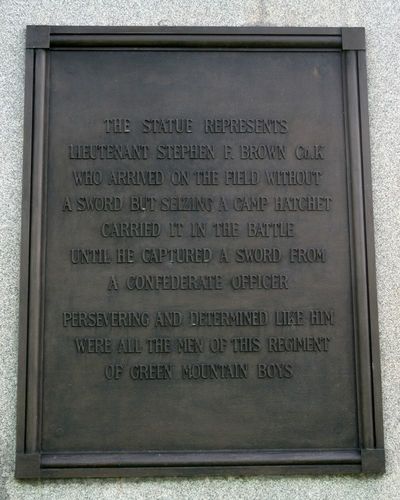 THE STATUE REPRESENTS
LIEUTENANT STEPHEN F. BROWN Co. K
WHO ARRIVED ON THE FIELD WITHOUT
A SWORD BUT SEIZING A CAMP HATCHET
CARRIED IT IN THE BATTLE
UNTIL HE CAPTURED A SWORD FROM
A CONFEDERATE OFFICER
PERSEVERING AND DETERMINED LIKE HIM
WERE ALL THE MEN OF THIS REGIMENT
OF GREEN MOUNTAIN BOYS